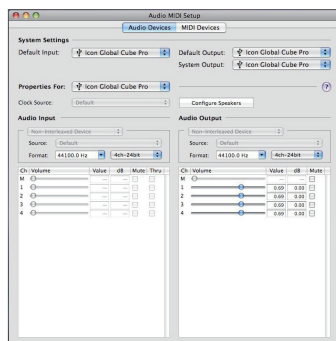 Audio MIDI Setup
Audio Devices MIDI Devices
System Settings
Default Input: Icon Global Cube Pro
Default Output: Icon Global Cube Pro
System Output: Icon Global Cube Pro
Properties For: Icon Global Cube Pro ?
Clock Source: Default
Configure Speakers
Audio Input
Non-Interleaved Device
Source: Default
Format: 44100.0 Hz 4ch-24bit
Ch Volume Value dB Mute Thru
M -- --
1 -- --
2 -- --
3 -- --
4 -- --
Audio Output
Non-Interleaved Device
Source: Default
Format: 44100.0 Hz 4ch-24bit
Ch Volume Value dB Mute
M -- --
1 0.69 0.00
2 0.69 0.00
3 0.69 0.00
4 0.69 0.00